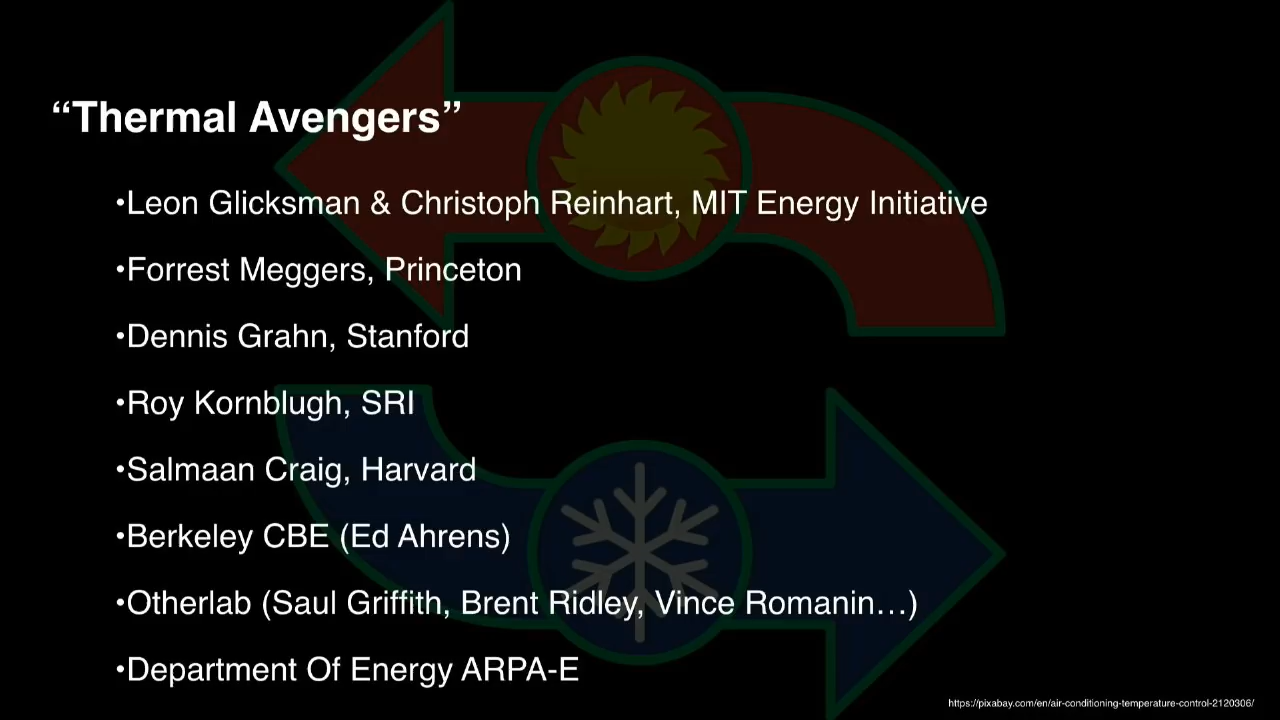 “Thermal Avengers”
•Leon Glicksman & Christoph Reinhart, MIT Energy Initiative
•Forrest Meggers, Princeton
•Dennis Grahn, Stanford
•Roy Kornblugh, SRI
•Salmaan Craig, Harvard
•Berkeley CBE (Ed Ahrens)
•Otherlab (Saul Griffith, Brent Ridley, Vince Romanin…)
•Department Of Energy ARPA-E
https://pixabay.com/en/air-conditioning-temperature-control-2120306/